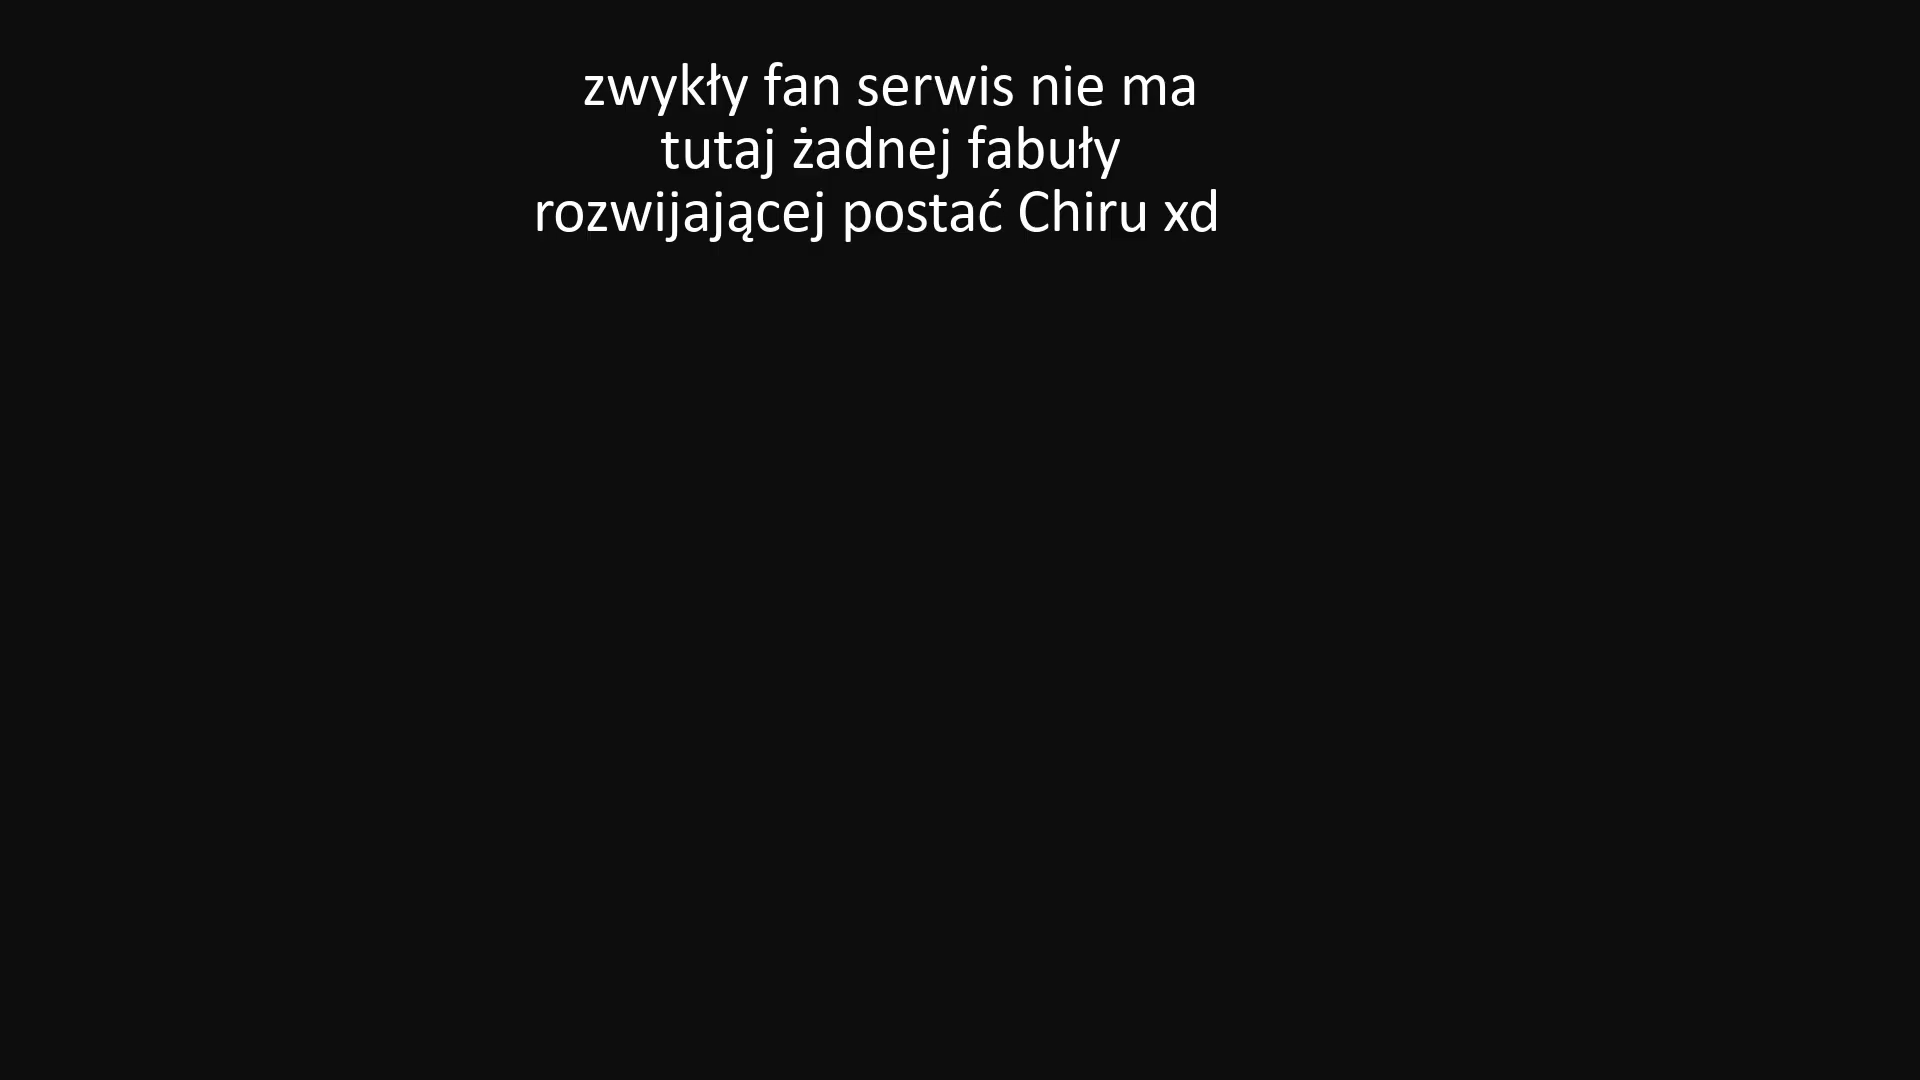 zwykły fan serwis nie ma
tutaj żadnej fabuły
rozwijającej postać Chiru xd